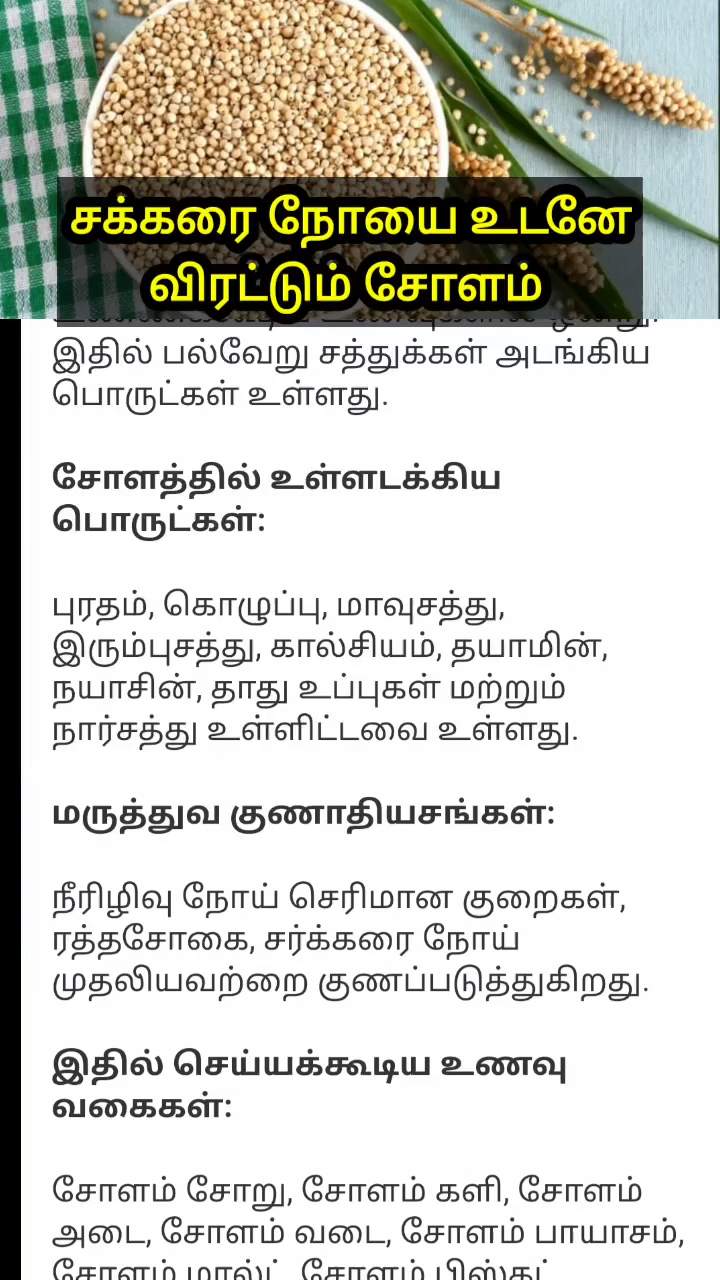 சக்கரை நோயை உடனே
விரட்டும் சோளம்
இதில் பல்வேறு சத்துக்கள் அடங்கிய
பொருட்கள் உள்ளது.
சோளத்தில் உள்ளடக்கிய
பொருட்கள்:
புரதம், கொழுப்பு, மாவுசத்து,
இரும்புசத்து, கால்சியம், தயாமின்,
நயாசின், தாது உப்புகள் மற்றும்
நார்சத்து உள்ளிட்டவை உள்ளது.
மருத்துவ குணாதியசங்கள்:
நீரிழிவு நோய் செரிமான குறைகள்,
ரத்தசோகை, சர்க்கரை நோய்
முதலியவற்றை குணப்படுத்துகிறது.
இதில் செய்யக்கூடிய உணவு
வகைகள்:
சோளம் சோறு, சோளம் களி, சோளம்
அடை, சோளம் வடை, சோளம் பாயாசம்,
சோளம் மால்ட், சோளம் பிஸ்கட்